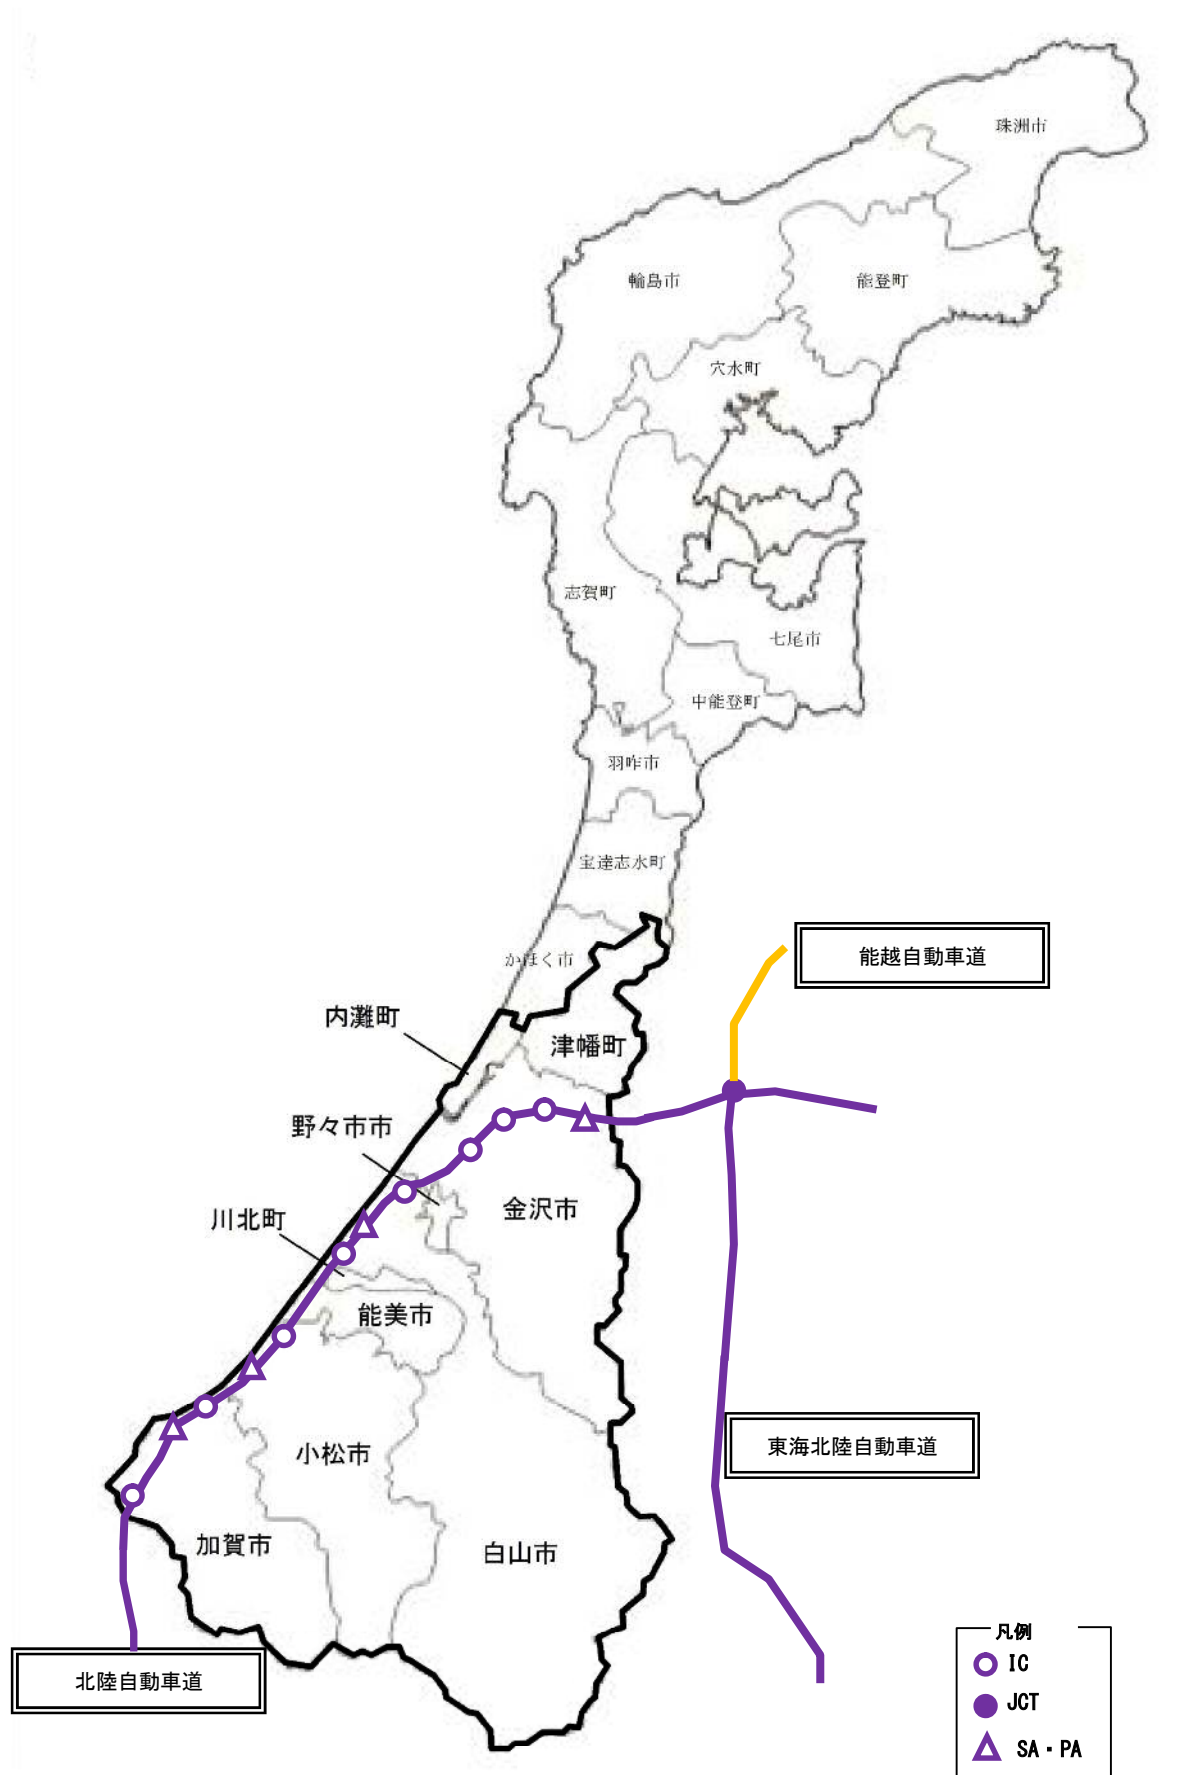 珠洲市
輪島市
能登町
穴水町
志賀町
七尾市
中能登町
羽咋市
宝達志水町
かほく市
能越自動車道
内灘町
津幡町
野々市市
金沢市
川北町
能美市
東海北陸自動車道
小松市
加賀市
白山市
北陸自動車道
凡例
IC
JCT
SA・PA